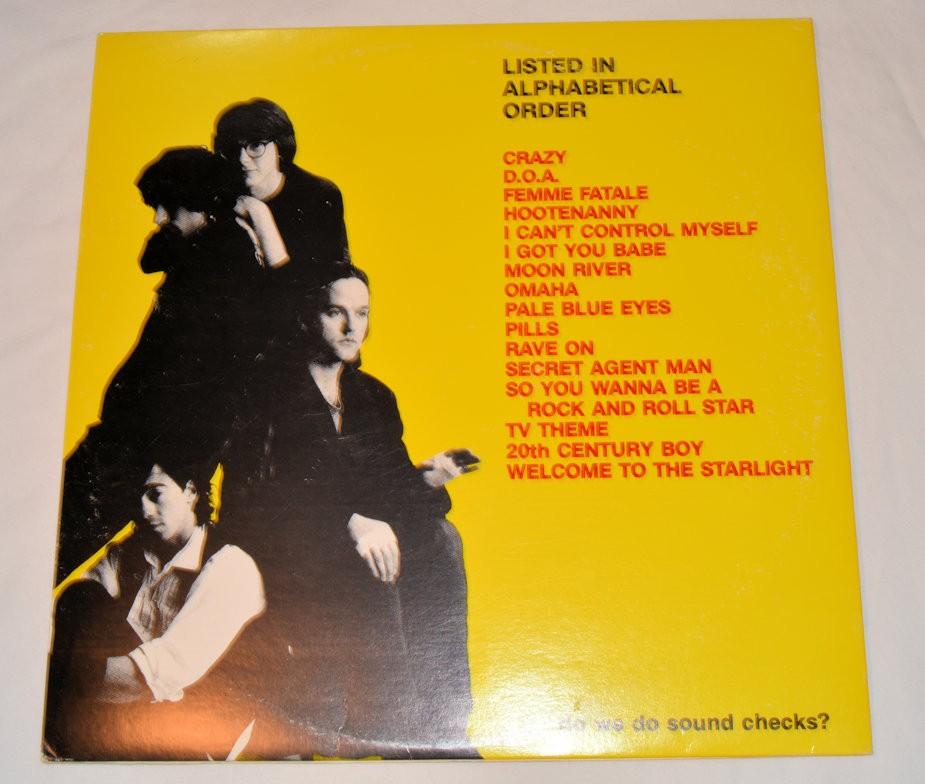 LISTED IN
ALPHABETICAL
ORDER
CRAZY
D.O.A.
FEMME FATALE
HOOTENANNY
I CAN'T CONTROL MYSELF
I GOT YOU BABE
MOON RIVER
OMAHA
PALE BLUE EYES
PILLS
RAVE ON
SECRET AGENT MAN
SO YOU WANNA BE A
ROCK AND ROLL STAR
TV THEME
20th CENTURY BOY
WELCOME TO THE STARLIGHT
do we do sound checks?